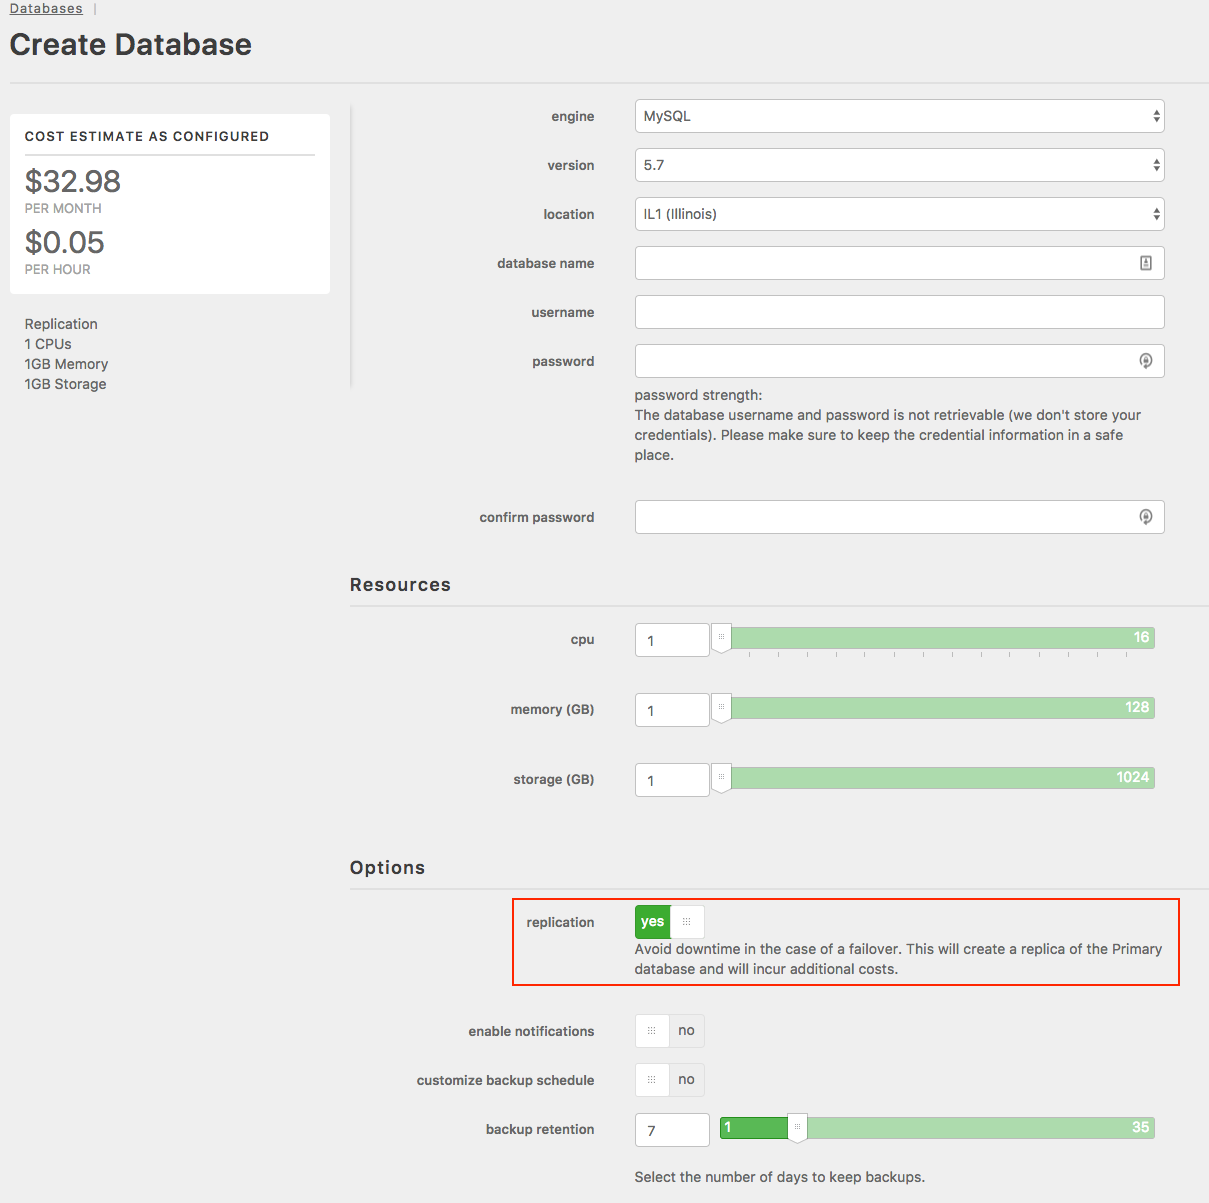 Databases |
Create Database
COST ESTIMATE AS CONFIGURED
$32.98
PER MONTH
$0.05
PER HOUR
Replication
1 CPUs
1GB Memory
1GB Storage
engine MySQL
version 5.7
location IL1 (Illinois)
database name
username
password
password strength:
The database username and password is not retrievable (we don't store your
credentials). Please make sure to keep the credential information in a safe
place.
confirm password
Resources
cpu 1 16
memory (GB) 1 128
storage (GB) 1 1024
Options
replication yes
Avoid downtime in the case of a failover. This will create a replica of the Primary
database and will incur additional costs.
enable notifications no
customize backup schedule no
backup retention 7 1 35
Select the number of days to keep backups.